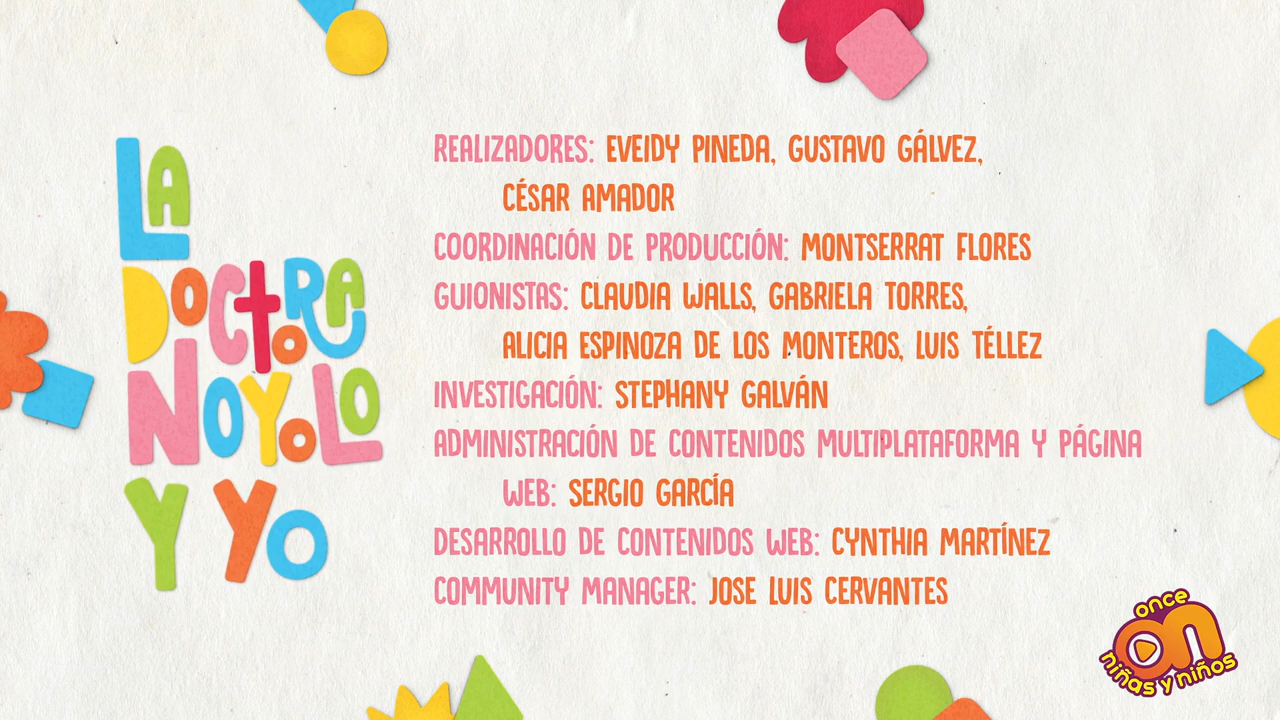 LA
DOCTORA
NOYOLO
Y YO
REALIZADORES: EVEIDY PINEDA, GUSTAVO GÁLVEZ,
CÉSAR AMADOR
COORDINACIÓN DE PRODUCCIÓN: MONTSERRAT FLORES
GUIONISTAS: CLAUDIA WALLS, GABRIELA TORRES,
ALICIA ESPINOZA DE LOS MONTEROS, LUIS TÉLLEZ
INVESTIGACIÓN: STEPHANY GALVÁN
ADMINISTRACIÓN DE CONTENIDOS MULTIPLATAFORMA Y PÁGINA
WEB: SERGIO GARCÍA
DESARROLLO DE CONTENIDOS WEB: CYNTHIA MARTÍNEZ
COMMUNITY MANAGER: JOSE LUIS CERVANTES
once
on
niñas y niños